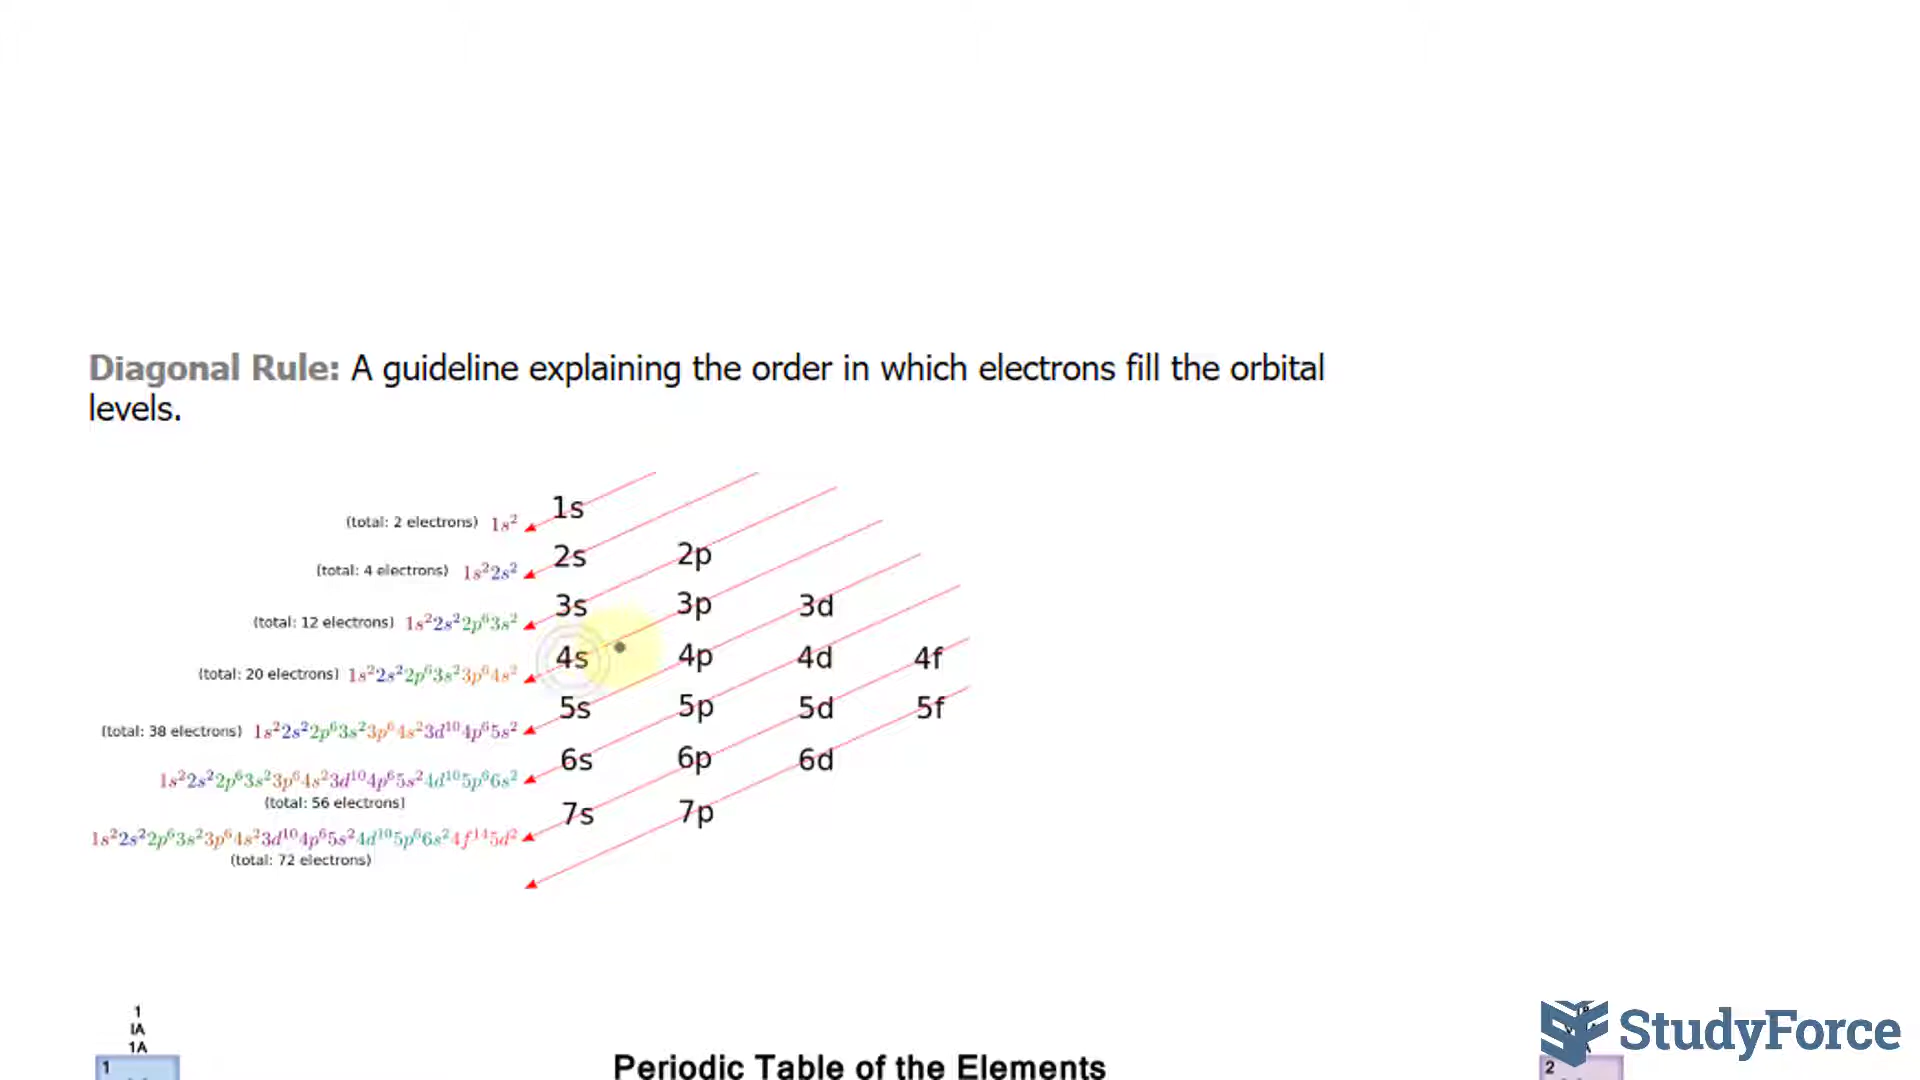 Diagonal Rule: A guideline explaining the order in which electrons fill the orbital
levels.
1s
(total: 2 electrons) 1s²
2s 2p
(total: 4 electrons) 1s²2s²
3s 3p 3d
(total: 12 electrons) 1s²2s²2p⁶3s²
4s 4p 4d 4f
(total: 20 electrons) 1s²2s²2p⁶3s²3p⁶4s²
5s 5p 5d 5f
(total: 38 electrons) 1s²2s²2p⁶3s²3p⁶4s²3d¹⁰4p⁶5s²
6s 6p 6d
1s²2s²2p⁶3s²3p⁶4s²3d¹⁰4p⁶5s²4d¹⁰5p⁶6s²
(total: 56 electrons)
7s 7p
1s²2s²2p⁶3s²3p⁶4s²3d¹⁰4p⁶5s²4d¹⁰5p⁶6s²4f¹⁴5d²
(total: 72 electrons)
1
IA
1A
StudyForce
1
Periodic Table of the Elements
2